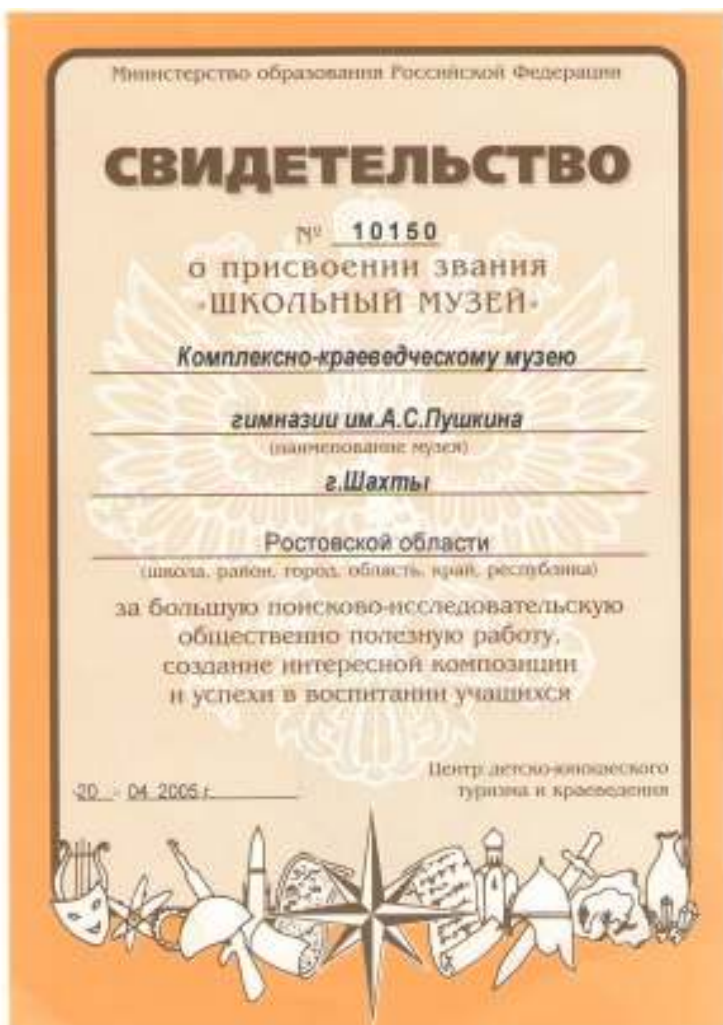 Министерство образования Российской Федерации
СВИДЕТЕЛЬСТВО
№ 10150
о присвоении звания
«ШКОЛЬНЫЙ МУЗЕЙ»
Комплексно-краеведческому музею
гимназии им.А.С.Пушкина
(наименование музея)
г.Шахты
Ростовской области
(школа, район, город, область, край, республика)
за большую поисково-исследовательскую
общественно полезную работу,
создание интересной композиции
и успехи в воспитании учащихся
Центр детско-юношеского
туризма и краеведения
20 04 2005 г.